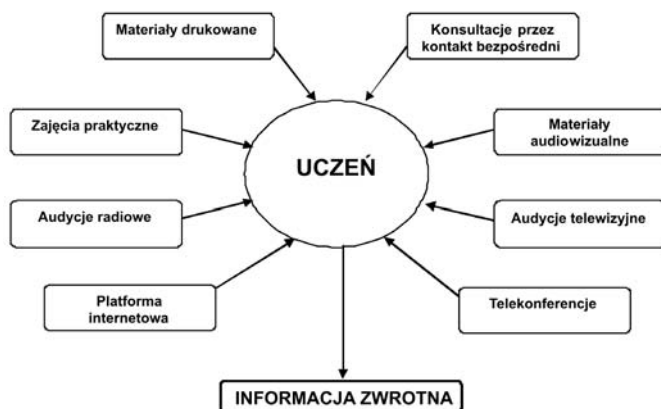 Materiały drukowane
Konsultacje przez
kontakt bezpośredni
Zajęcia praktyczne
Materiały
audiowizualne
UCZEŃ
Audycje radiowe
Audycje telewizyjne
Platforma
internetowa
Telekonferencje
INFORMACJA ZWROTNA